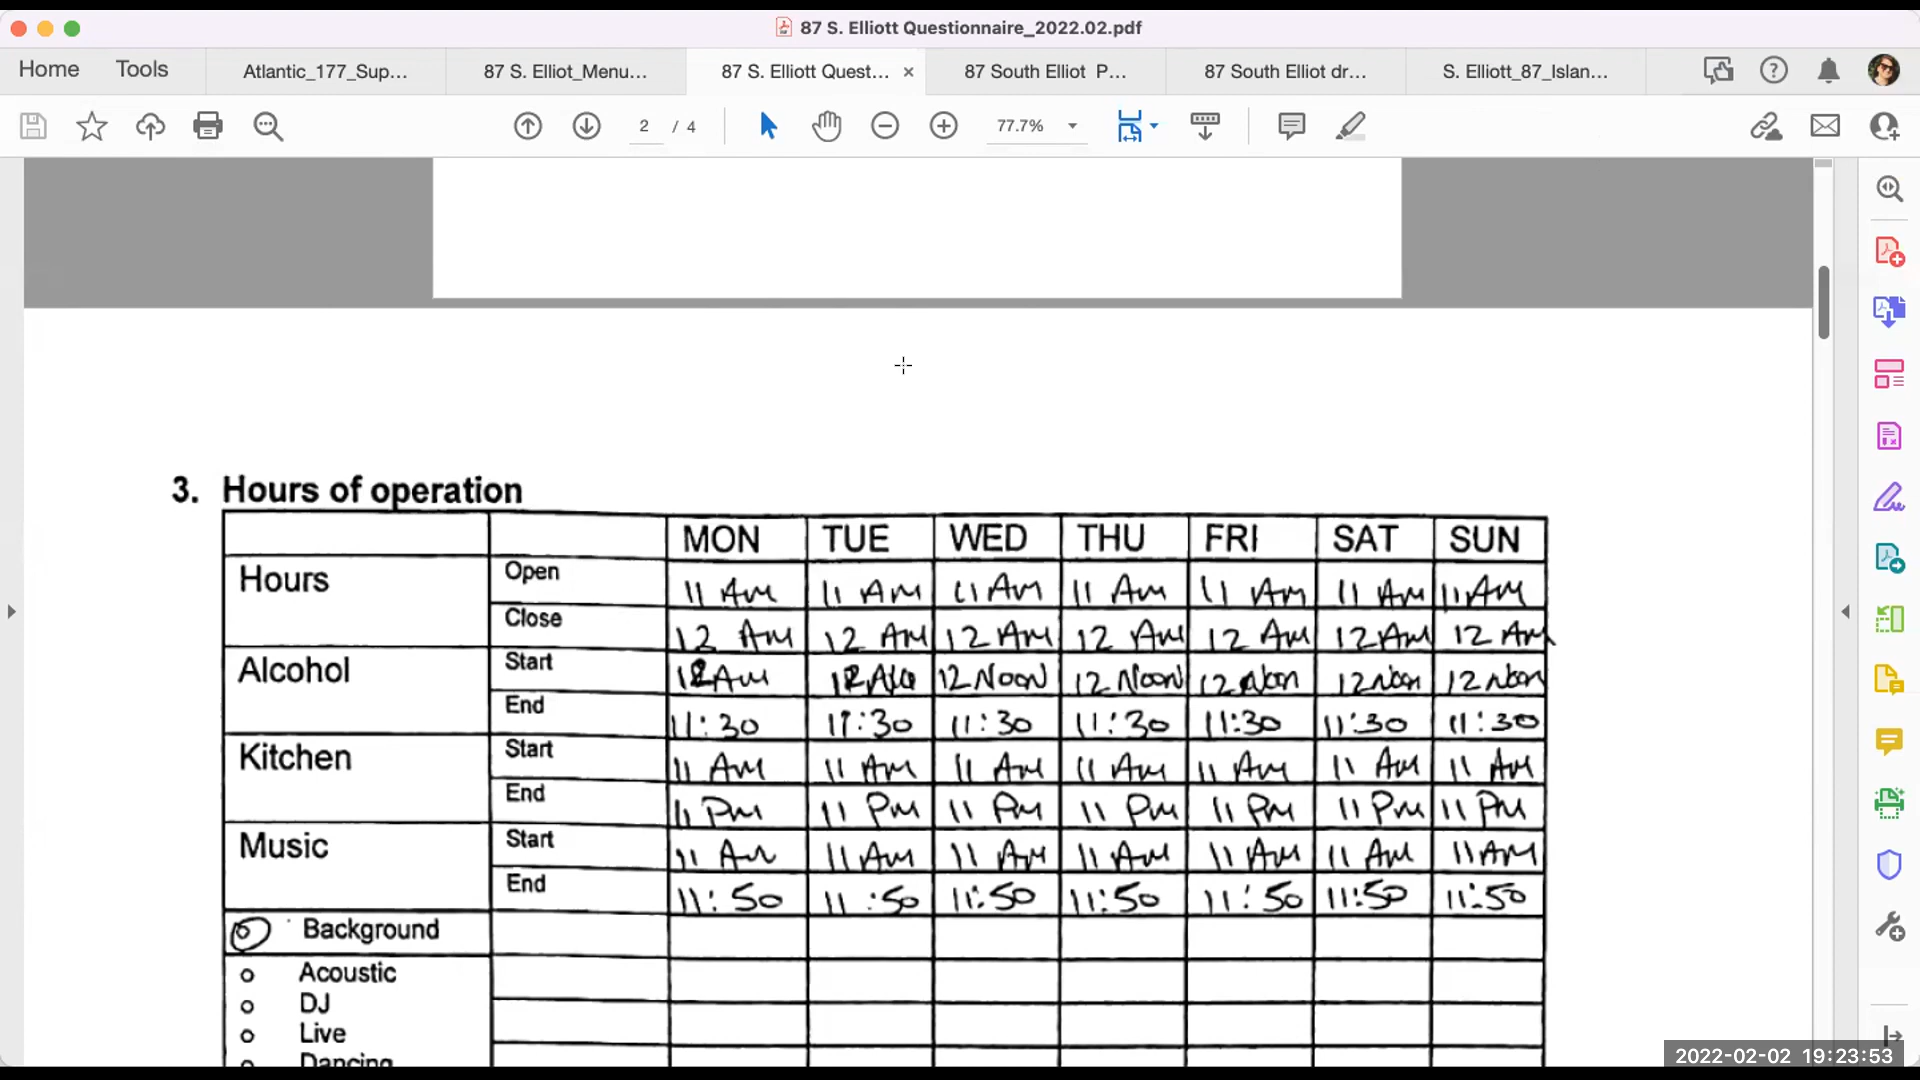 87 S. Elliott Questionnaire_2022.02.pdf
Home Tools Atlantic_177_Sup... 87 S. Elliot_Menu... 87 S. Elliott Quest... × 87 South Elliot P... 87 South Elliot dr... S. Elliott_87_Islan...
2 / 4 77.7%
3. Hours of operation
MON TUE WED THU FRI SAT SUN
Hours Open 11 AM 11 AM 11 AM 11 AM 11 AM 11 AM 11 AM
Close 12 AM 12 AM 12 AM 12 AM 12 AM 12 AM 12 AM
Alcohol Start 12 Noon 12 Noon 12 Noon 12 Noon 12 Noon
End 11:30 11:30 11:30 11:30 11:30 11:30 11:30
Kitchen Start 11 AM 11 AM 11 AM 11 AM 11 AM 11 AM 11 AM
End 11 PM 11 PM 11 PM 11 PM 11 PM 11 PM 11 PM
Music Start 11 AM 11 AM 11 AM 11 AM 11 AM 11 AM 11 AM
End 11:50 11:50 11:50 11:50 11:50 11:50 11:50
Background
Acoustic
DJ
Live
Dancing
2022-02-02 19:23:53